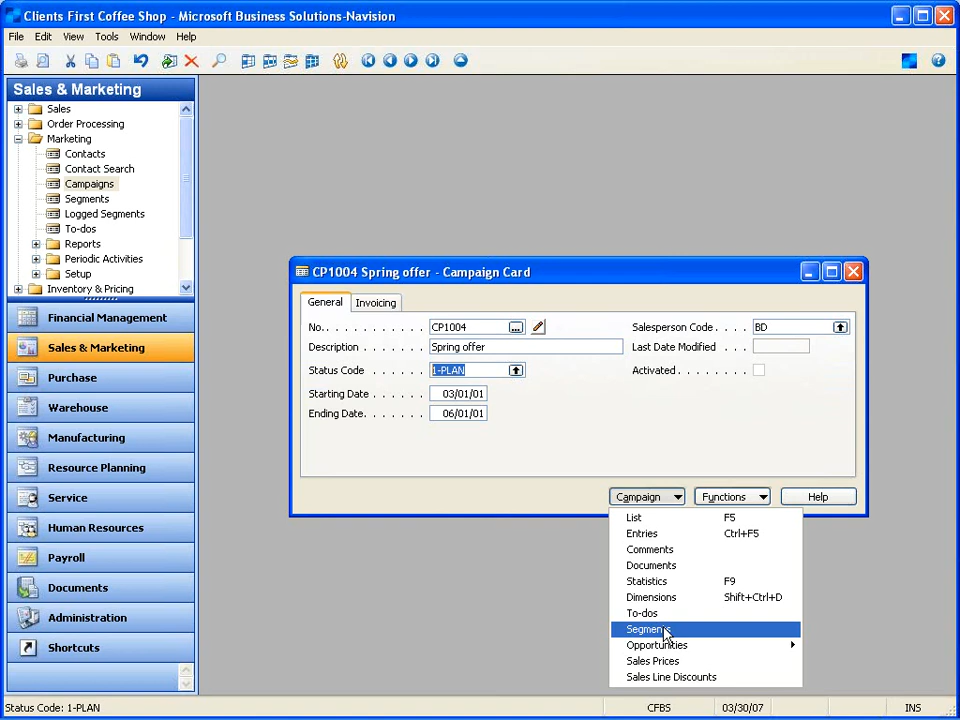 Clients First Coffee Shop - Microsoft Business Solutions-Navision
File Edit View Tools Window Help
Sales & Marketing
Sales
Order Processing
Marketing
Contacts
Contact Search
Campaigns
Segments
Logged Segments
To-dos
Reports
Periodic Activities
Setup
Inventory & Pricing
Financial Management
Sales & Marketing
Purchase
Warehouse
Manufacturing
Resource Planning
Service
Human Resources
Payroll
Documents
Administration
Shortcuts
CP1004 Spring offer - Campaign Card
General Invoicing
No. . . . . . . . . . . . CP1004 Salesperson Code . . . . BD
Description . . . . . . . Spring offer Last Date Modified . . .
Status Code . . . . . . 1-PLAN Activated . . . . . . . .
Starting Date . . . . . . 03/01/01
Ending Date. . . . . . . 06/01/01
Campaign Functions Help
List F5
Entries Ctrl+F5
Comments
Documents
Statistics F9
Dimensions Shift+Ctrl+D
To-dos
Segments
Opportunities
Sales Prices
Sales Line Discounts
Status Code: 1-PLAN CFBS 03/30/07 INS